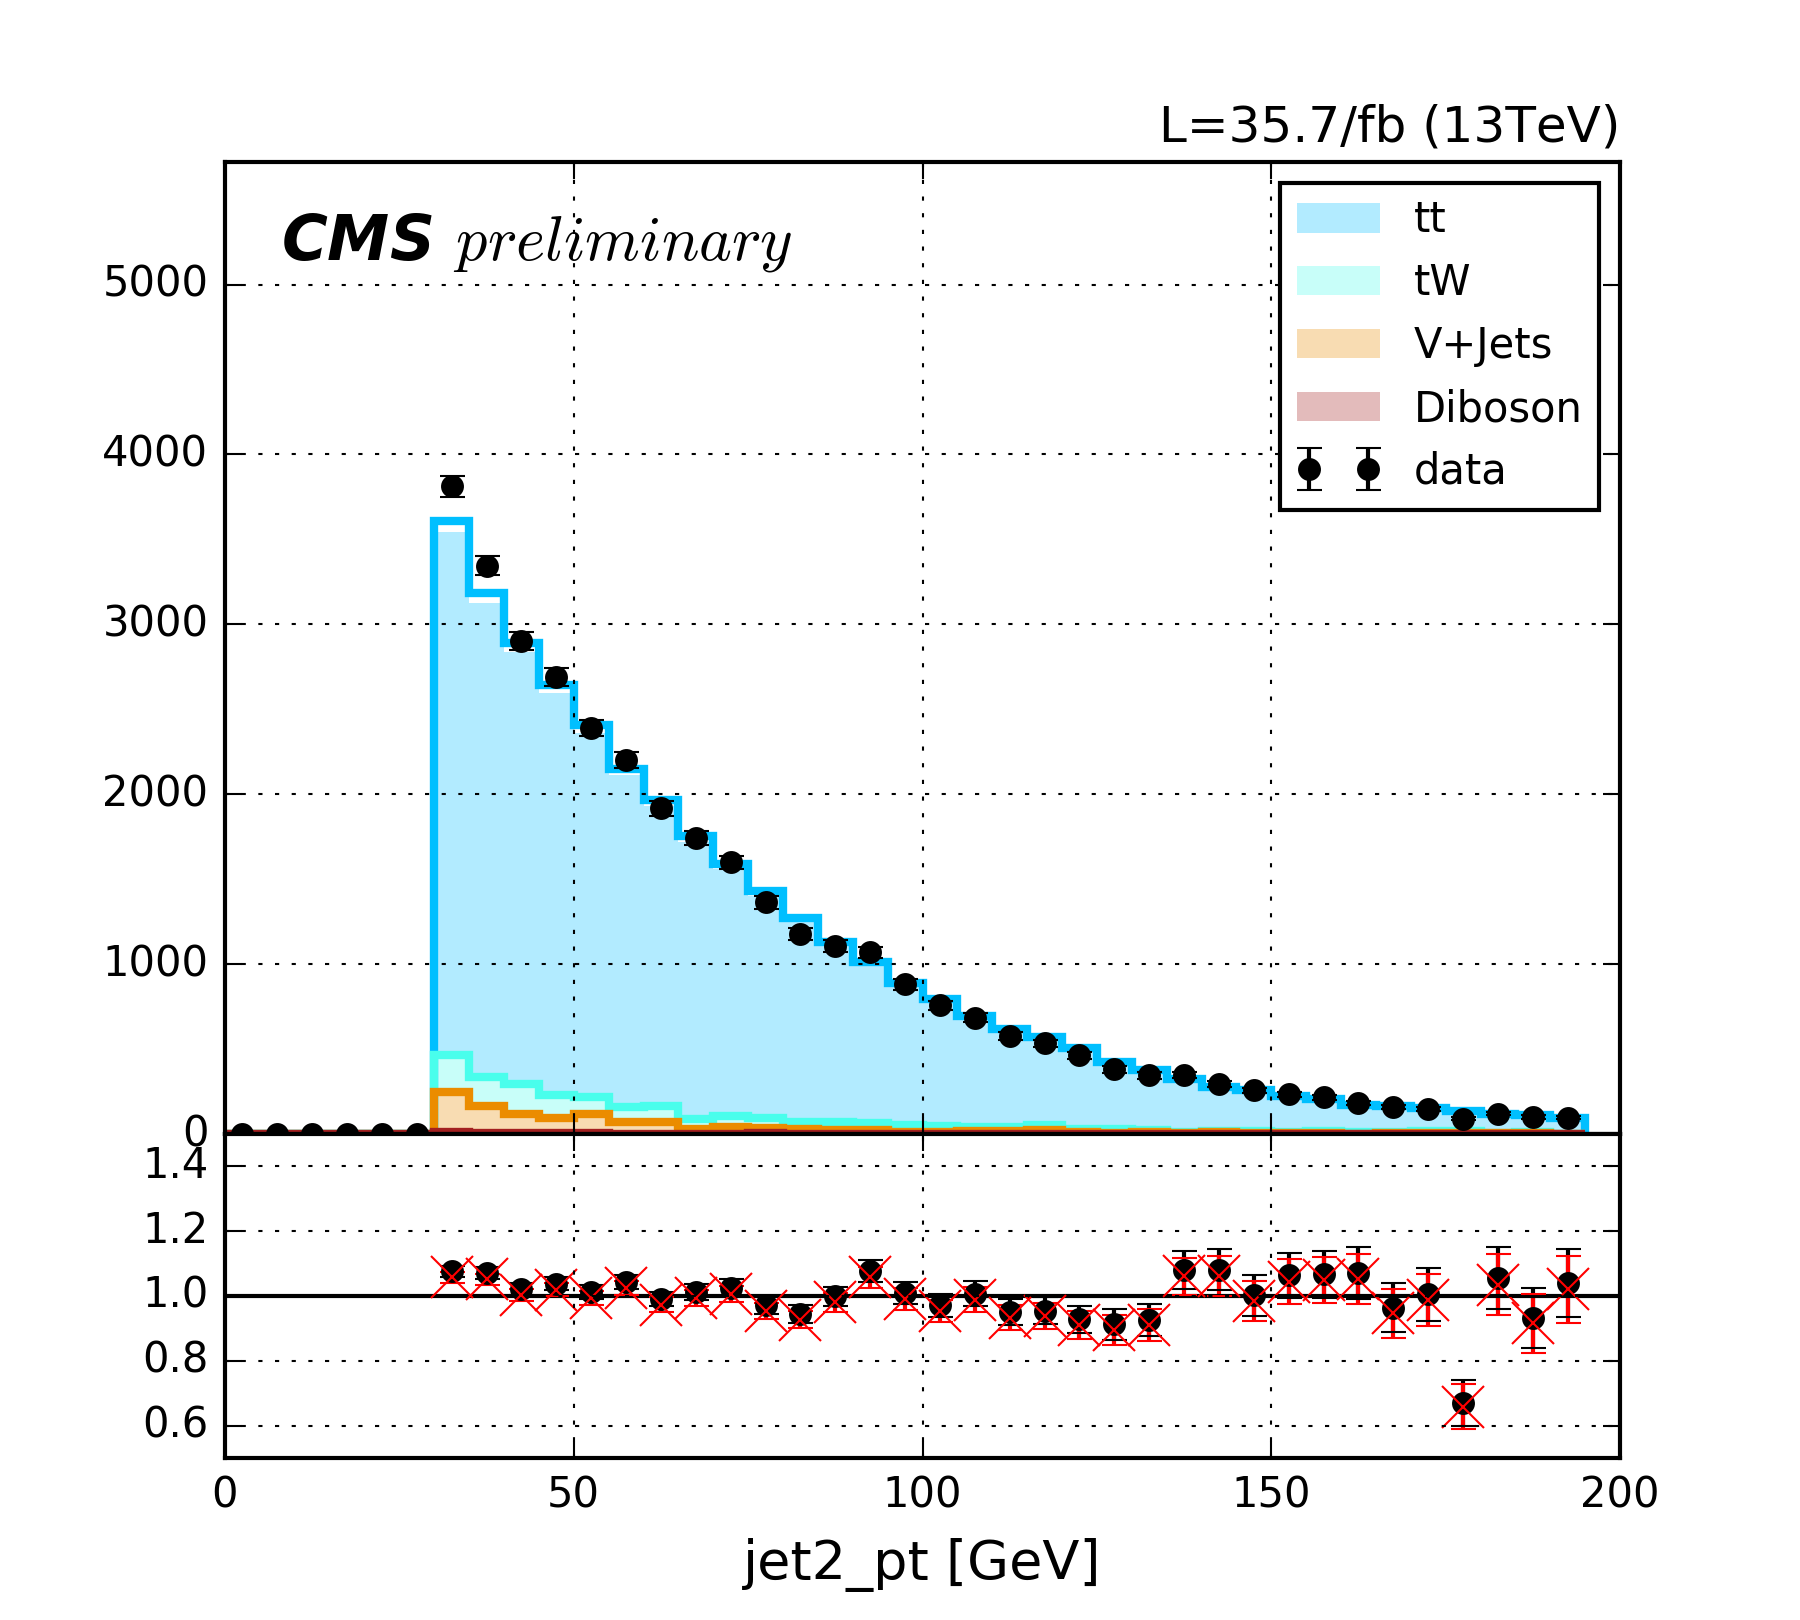 L=35.7/fb (13TeV)
CMS preliminary
tt
tW
V+Jets
Diboson
data
5000
4000
3000
2000
1000
0
1.4
1.2
1.0
0.8
0.6
0 50 100 150 200
jet2_pt [GeV]